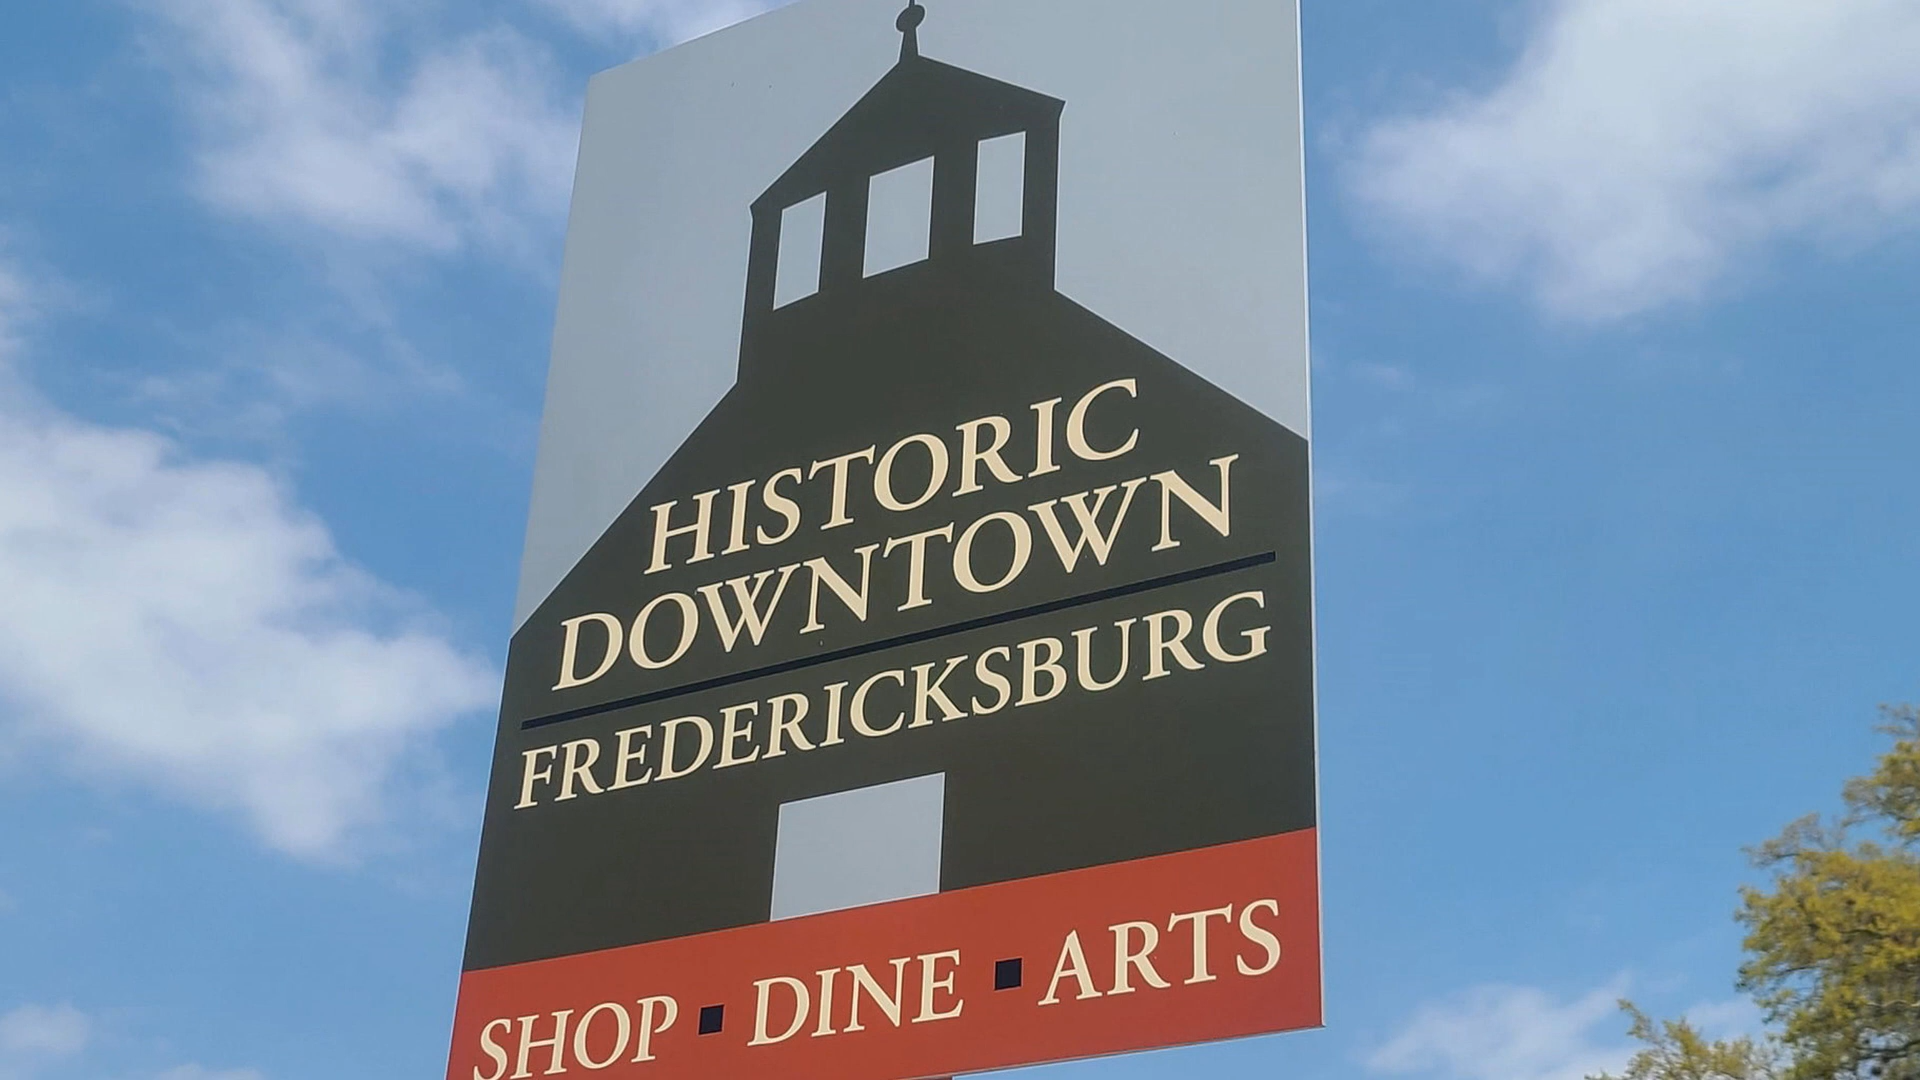 HISTORIC
DOWNTOWN
FREDERICKSBURG
SHOP ▪ DINE ▪ ARTS